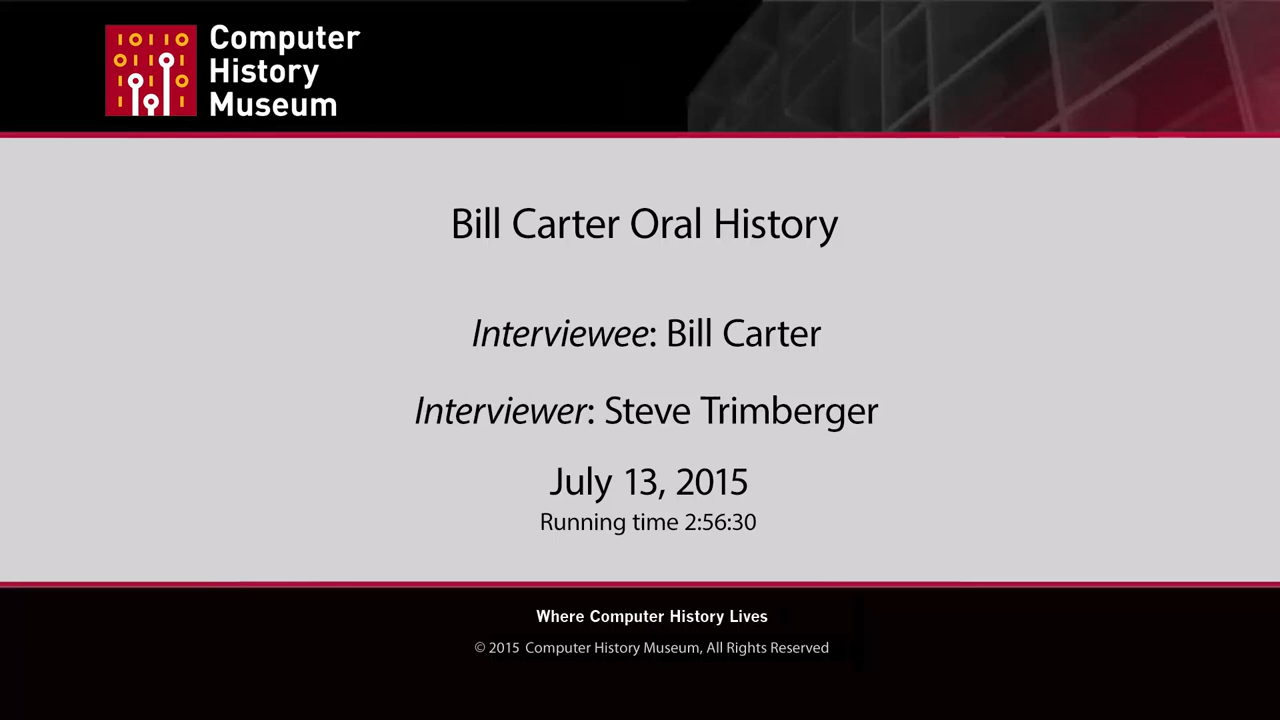 Computer
History
Museum
Bill Carter Oral History
Interviewee: Bill Carter
Interviewer: Steve Trimberger
July 13, 2015
Running time 2:56:30
Where Computer History Lives
© 2015 Computer History Museum, All Rights Reserved